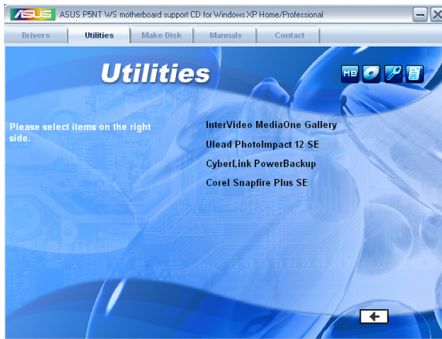 ASUS ASUS P5NT WS motherboard support CD for Windows XP Home/Professional
Drivers Utilities Make Disk Manuals Contact
Utilities
MB
Please select items on the right
side.
InterVideo MediaOne Gallery
Ulead PhotoImpact 12 SE
CyberLink PowerBackup
Corel Snapfire Plus SE